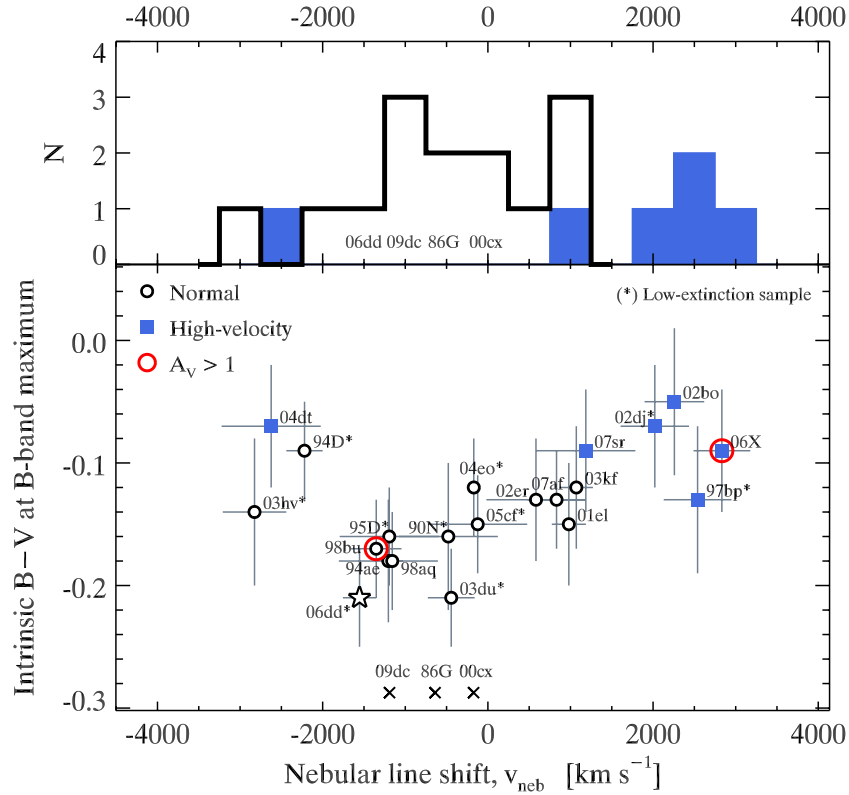 -4000 -2000 0 2000 4000
4
3
2
1
0
N
06dd 09dc 86G 00cx
Normal
High-velocity
A_V > 1
(*) Low-extinction sample
0.0
-0.1
-0.2
-0.3
Intrinsic B−V at B-band maximum
02bo
04dt
02dj*
94D*
07sr
06X
04eo*
03kf
97bp*
03hv*
02er
07af
05cf*
01el
95D*
90N*
98bu
94ae
98aq
03du*
06dd*
09dc 86G 00cx
-4000 -2000 0 2000 4000
Nebular line shift, v_neb [km s⁻¹]